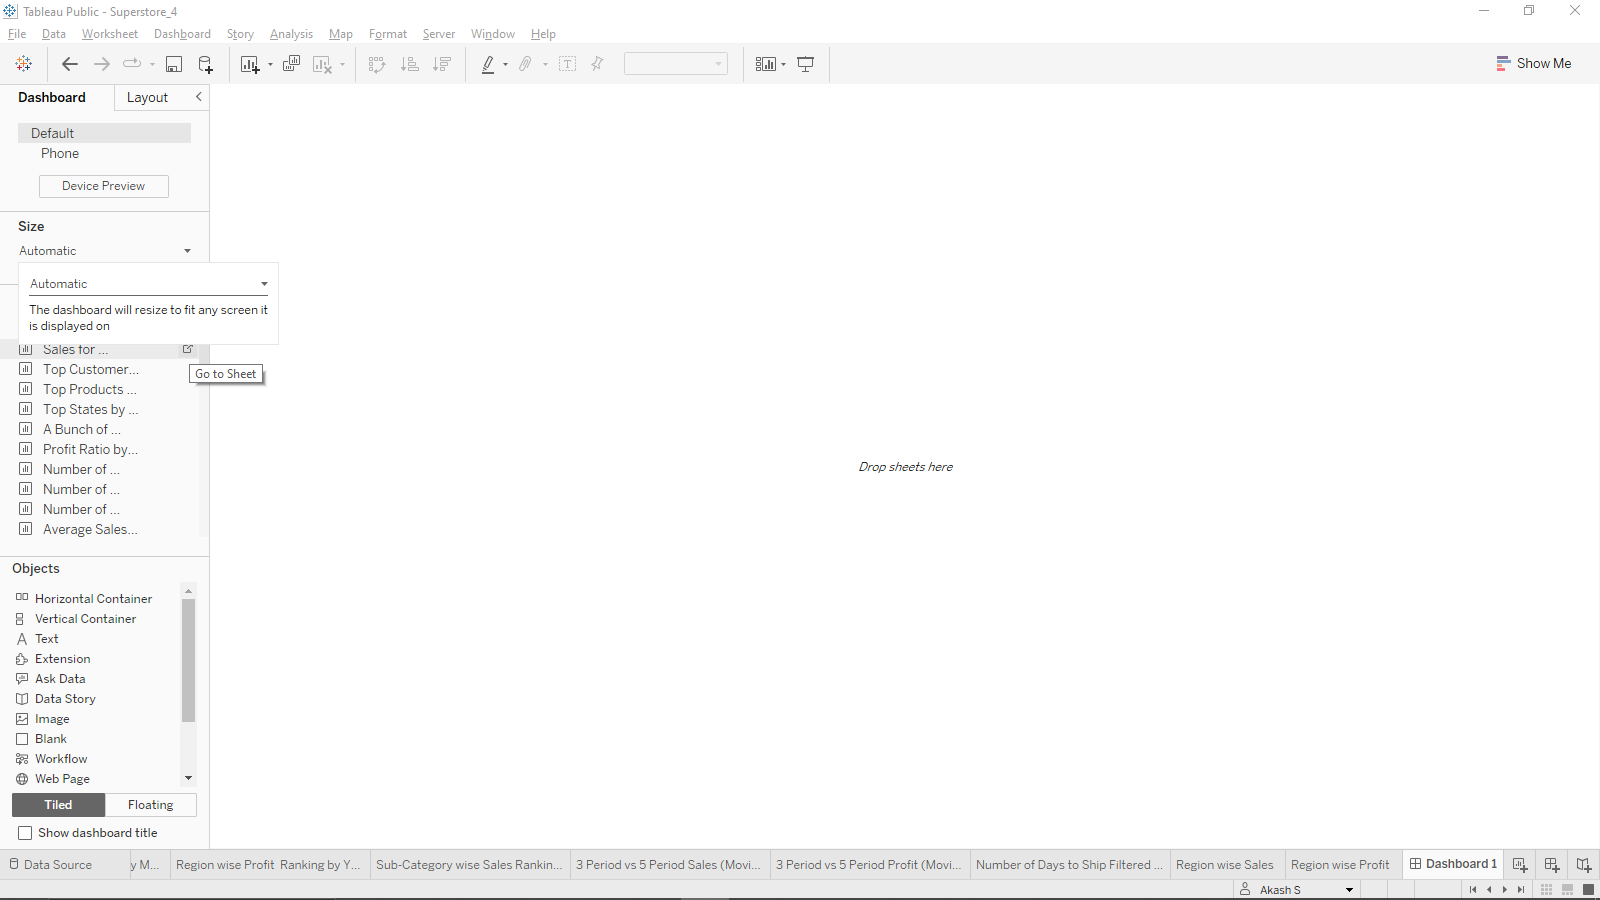 Tableau Public - Superstore_4
File Data Worksheet Dashboard Story Analysis Map Format Server Window Help
Show Me
Dashboard Layout
Default
Phone
Device Preview
Size
Automatic
Automatic
The dashboard will resize to fit any screen it
is displayed on
Sales for ...
Go to Sheet
Top Customer...
Top Products ...
Top States by ...
A Bunch of ...
Profit Ratio by...
Number of ...
Number of ...
Number of ...
Average Sales...
Drop sheets here
Objects
Horizontal Container
Vertical Container
Text
Extension
Ask Data
Data Story
Image
Blank
Workflow
Web Page
Tiled Floating
Show dashboard title
Data Source y M... Region wise Profit Ranking by Y... Sub-Category wise Sales Rankin... 3 Period vs 5 Period Sales (Movi... 3 Period vs 5 Period Profit (Movi... Number of Days to Ship Filtered ... Region wise Sales Region wise Profit Dashboard 1
Akash S